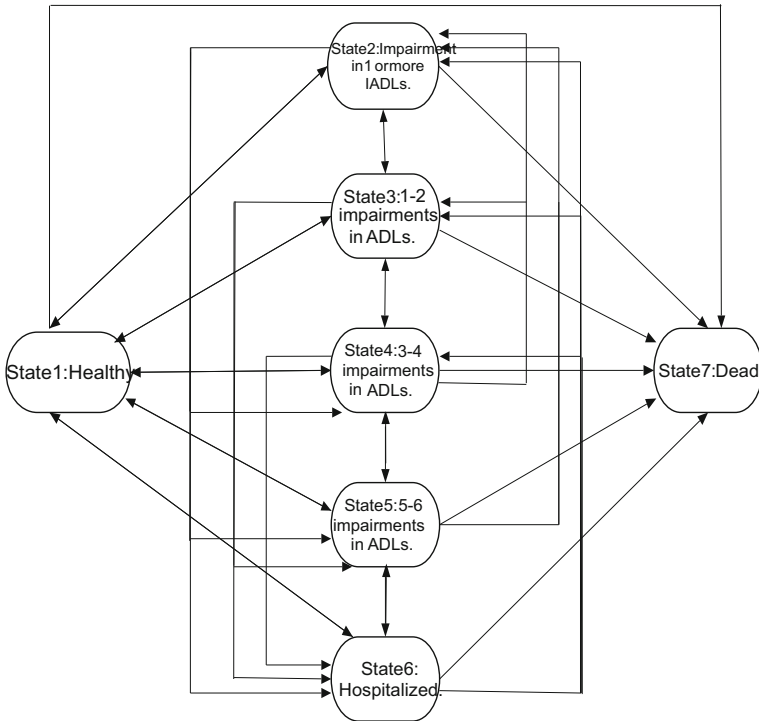 State2:Impairment
in1 ormore
IADLs.
State3:1-2
impairments
in ADLs.
State1:Healthy
State4:3-4
impairments
in ADLs.
State7:Dead
State5:5-6
impairments
in ADLs.
State6:
Hospitalized.